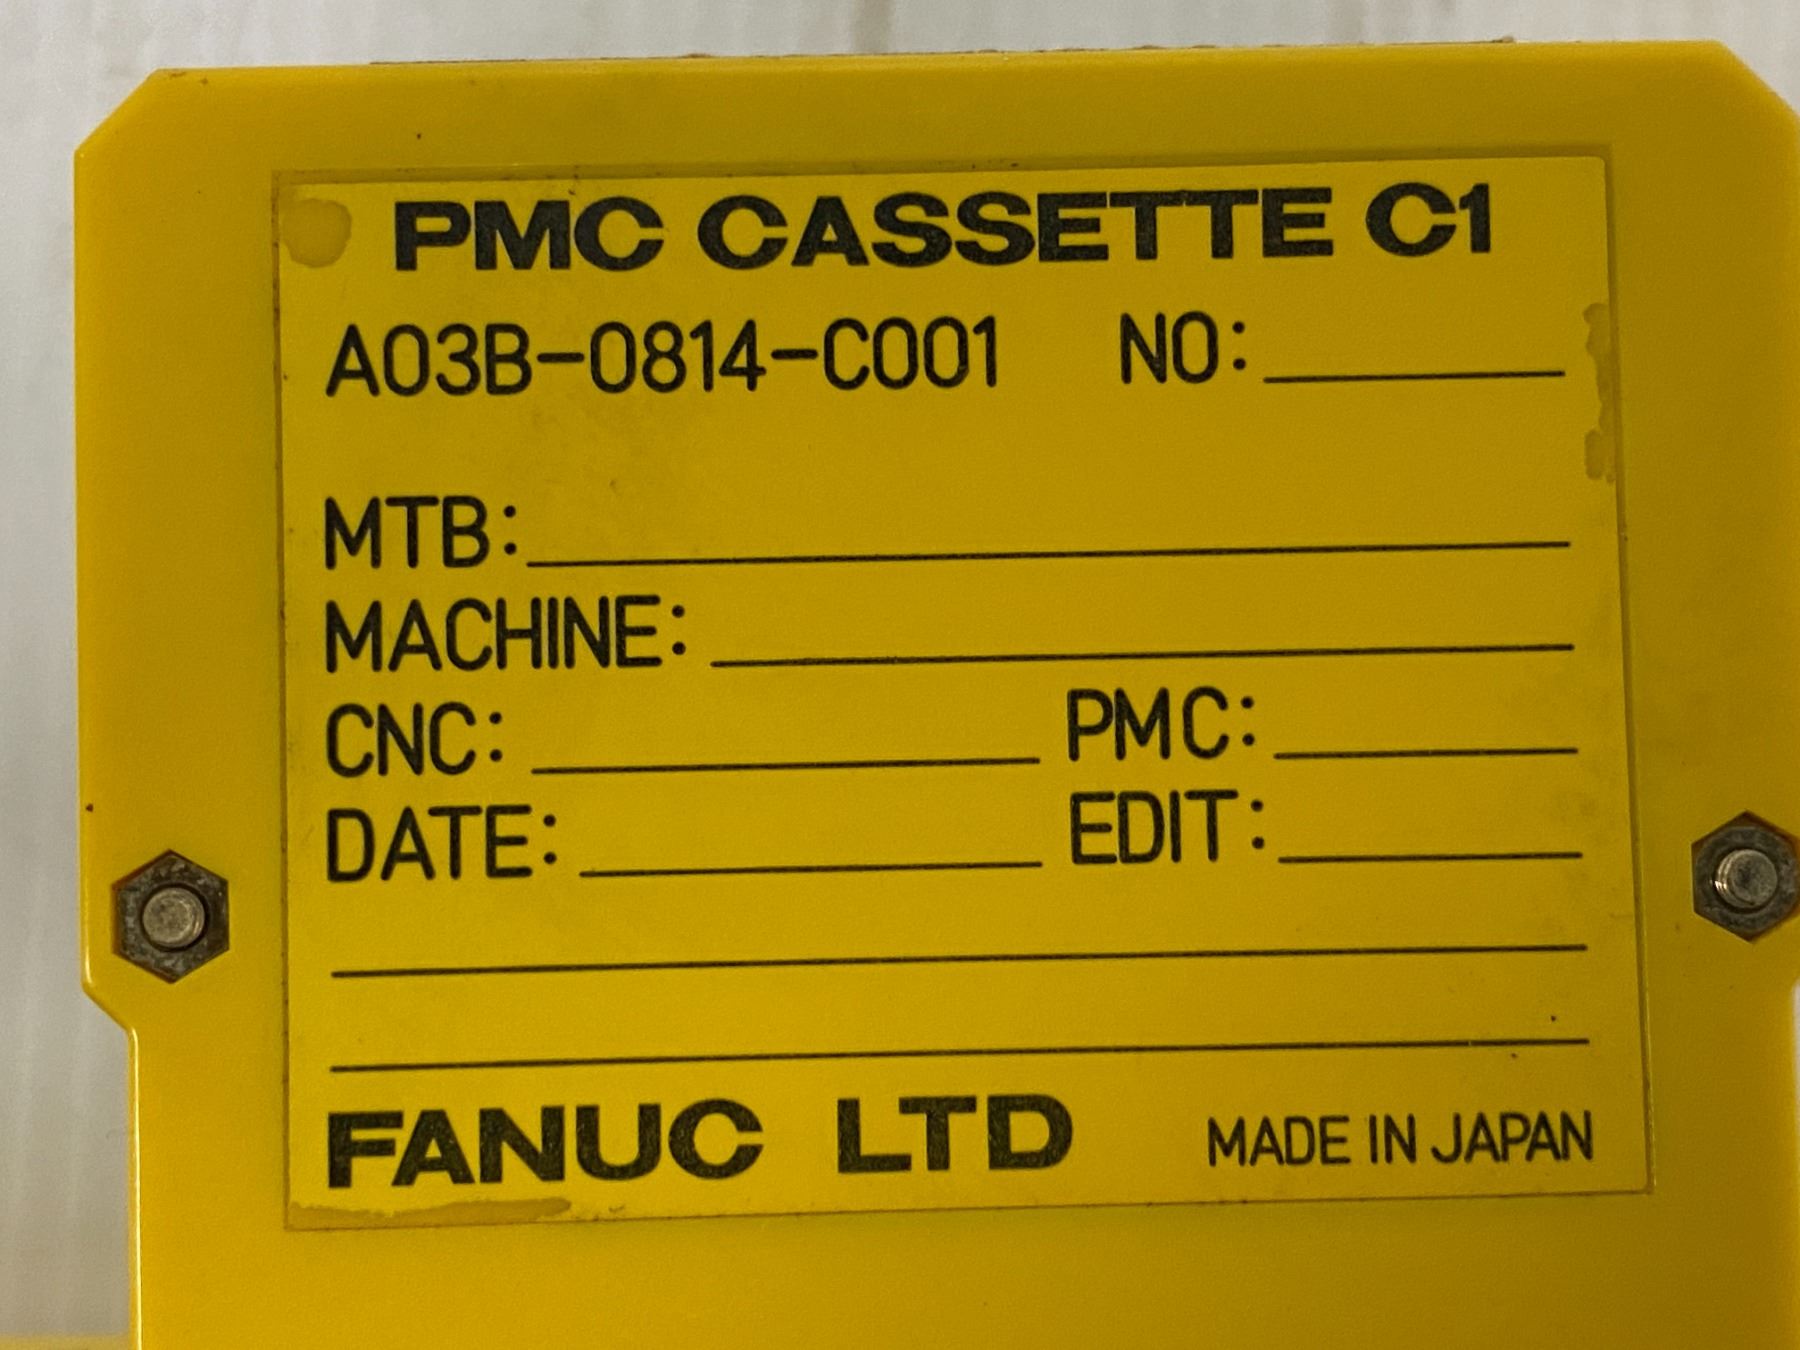 PMC CASSETTE C1
A03B-0814-C001 NO:
MTB:
MACHINE:
CNC: PMC:
DATE: EDIT:
FANUC LTD MADE IN JAPAN